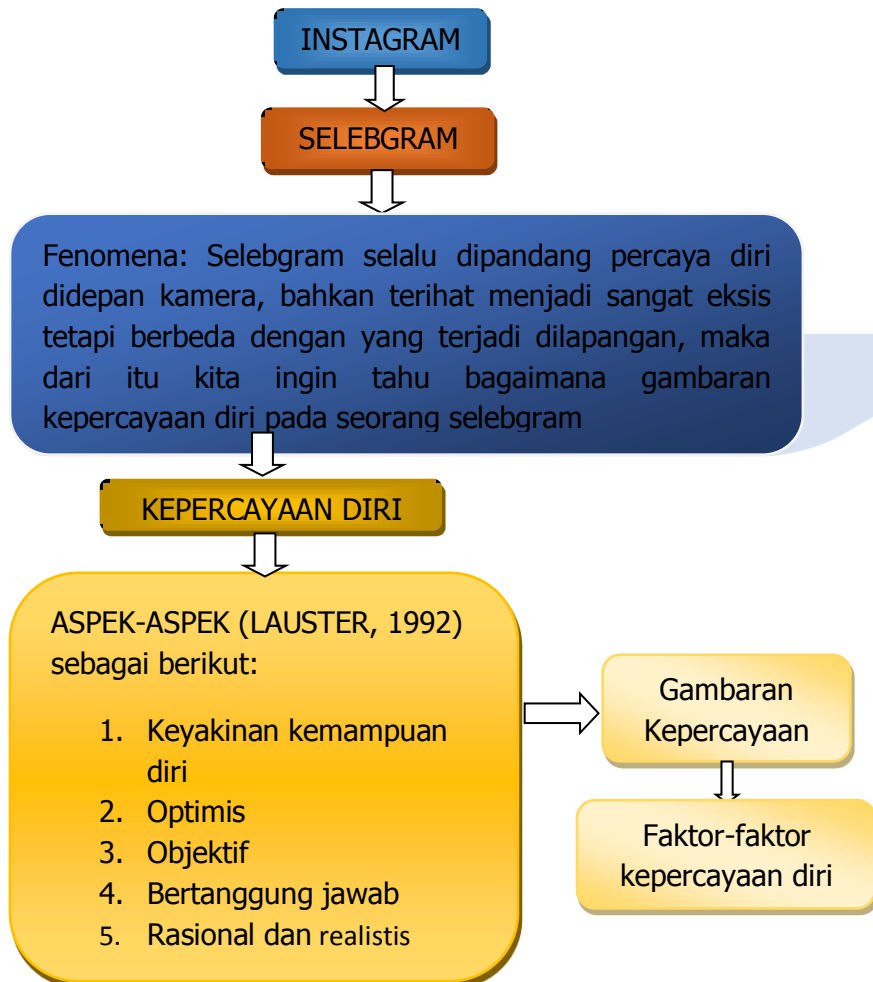 INSTAGRAM
SELEBGRAM
Fenomena: Selebgram selalu dipandang percaya diri
didepan kamera, bahkan terihat menjadi sangat eksis
tetapi berbeda dengan yang terjadi dilapangan, maka
dari itu kita ingin tahu bagaimana gambaran
kepercayaan diri pada seorang selebgram
KEPERCAYAAN DIRI
ASPEK-ASPEK (LAUSTER, 1992)
sebagai berikut:
1. Keyakinan kemampuan
diri
2. Optimis
3. Objektif
4. Bertanggung jawab
5. Rasional dan realistis
Gambaran
Kepercayaan
Faktor-faktor
kepercayaan diri